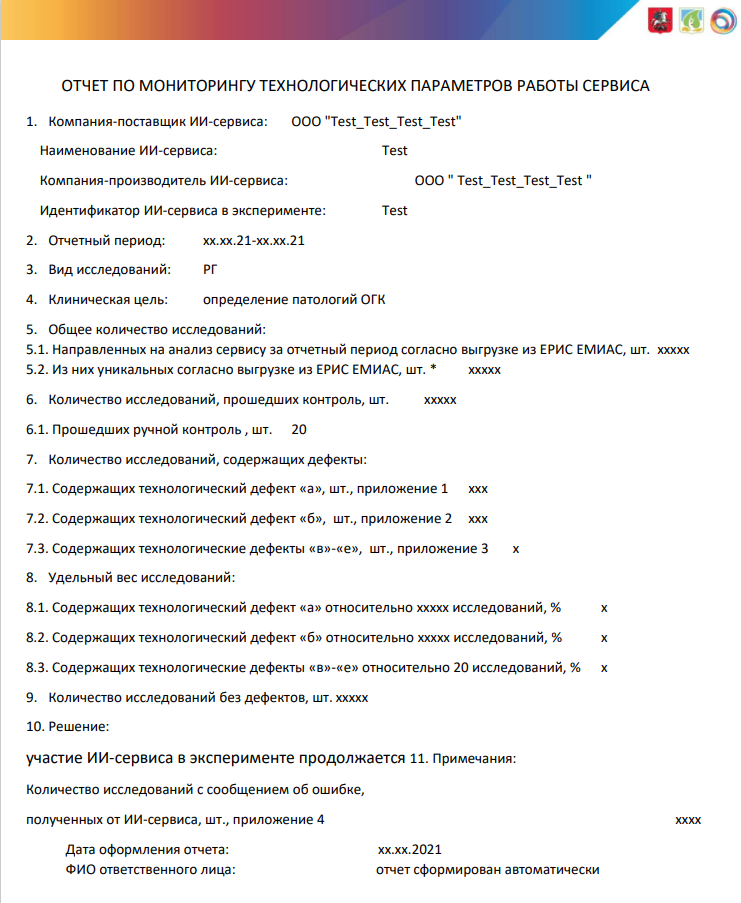 ОТЧЕТ ПО МОНИТОРИНГУ ТЕХНОЛОГИЧЕСКИХ ПАРАМЕТРОВ РАБОТЫ СЕРВИСА
1. Компания-поставщик ИИ-сервиса: ООО "Test_Test_Test_Test"
Наименование ИИ-сервиса: Test
Компания-производитель ИИ-сервиса: ООО " Test_Test_Test_Test "
Идентификатор ИИ-сервиса в эксперименте: Test
2. Отчетный период: xx.xx.21-xx.xx.21
3. Вид исследований: РГ
4. Клиническая цель: определение патологий ОГК
5. Общее количество исследований:
5.1. Направленных на анализ сервису за отчетный период согласно выгрузке из ЕРИС ЕМИАС, шт. xxxxx
5.2. Из них уникальных согласно выгрузке из ЕРИС ЕМИАС, шт. * xxxxx
6. Количество исследований, прошедших контроль, шт. xxxxx
6.1. Прошедших ручной контроль , шт. 20
7. Количество исследований, содержащих дефекты:
7.1. Содержащих технологический дефект «а», шт., приложение 1 xxx
7.2. Содержащих технологический дефект «б», шт., приложение 2 xxx
7.3. Содержащих технологические дефекты «в»-«е», шт., приложение 3 x
8. Удельный вес исследований:
8.1. Содержащих технологический дефект «а» относительно xxxxx исследований, % x
8.2. Содержащих технологический дефект «б» относительно xxxxx исследований, % x
8.3. Содержащих технологические дефекты «в»-«е» относительно 20 исследований, % x
9. Количество исследований без дефектов, шт. xxxxx
10. Решение:
участие ИИ-сервиса в эксперименте продолжается 11. Примечания:
Количество исследований с сообщением об ошибке,
полученных от ИИ-сервиса, шт., приложение 4 xxxx
Дата оформления отчета: xx.xx.2021
ФИО ответственного лица: отчет сформирован автоматически